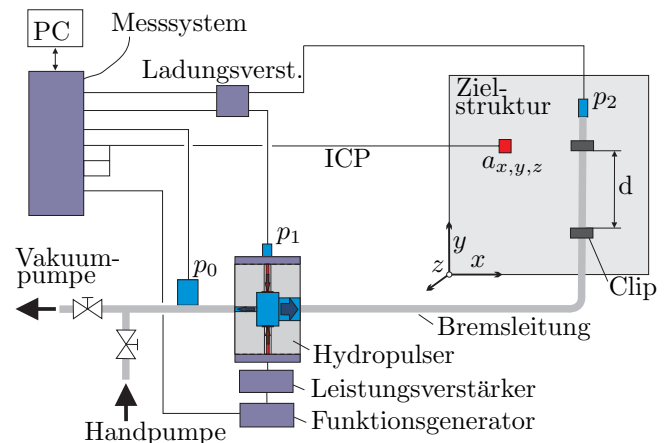 PC
Messsystem
Ladungsverst.
Ziel-
struktur
p2
ax,y,z
ICP
d
p1
p0
Vakuum-
pumpe
y
z
x
Clip
Bremsleitung
Hydropulser
Leistungsverstärker
Funktionsgenerator
Handpumpe